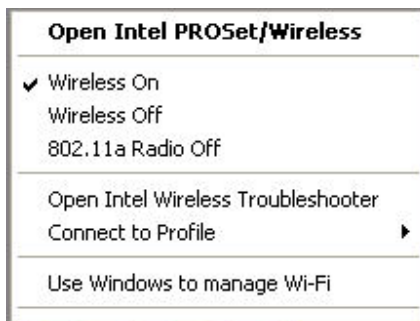 Open Intel PROSet/Wireless
Wireless On
Wireless Off
802.11a Radio Off
Open Intel Wireless Troubleshooter
Connect to Profile
Use Windows to manage Wi-Fi